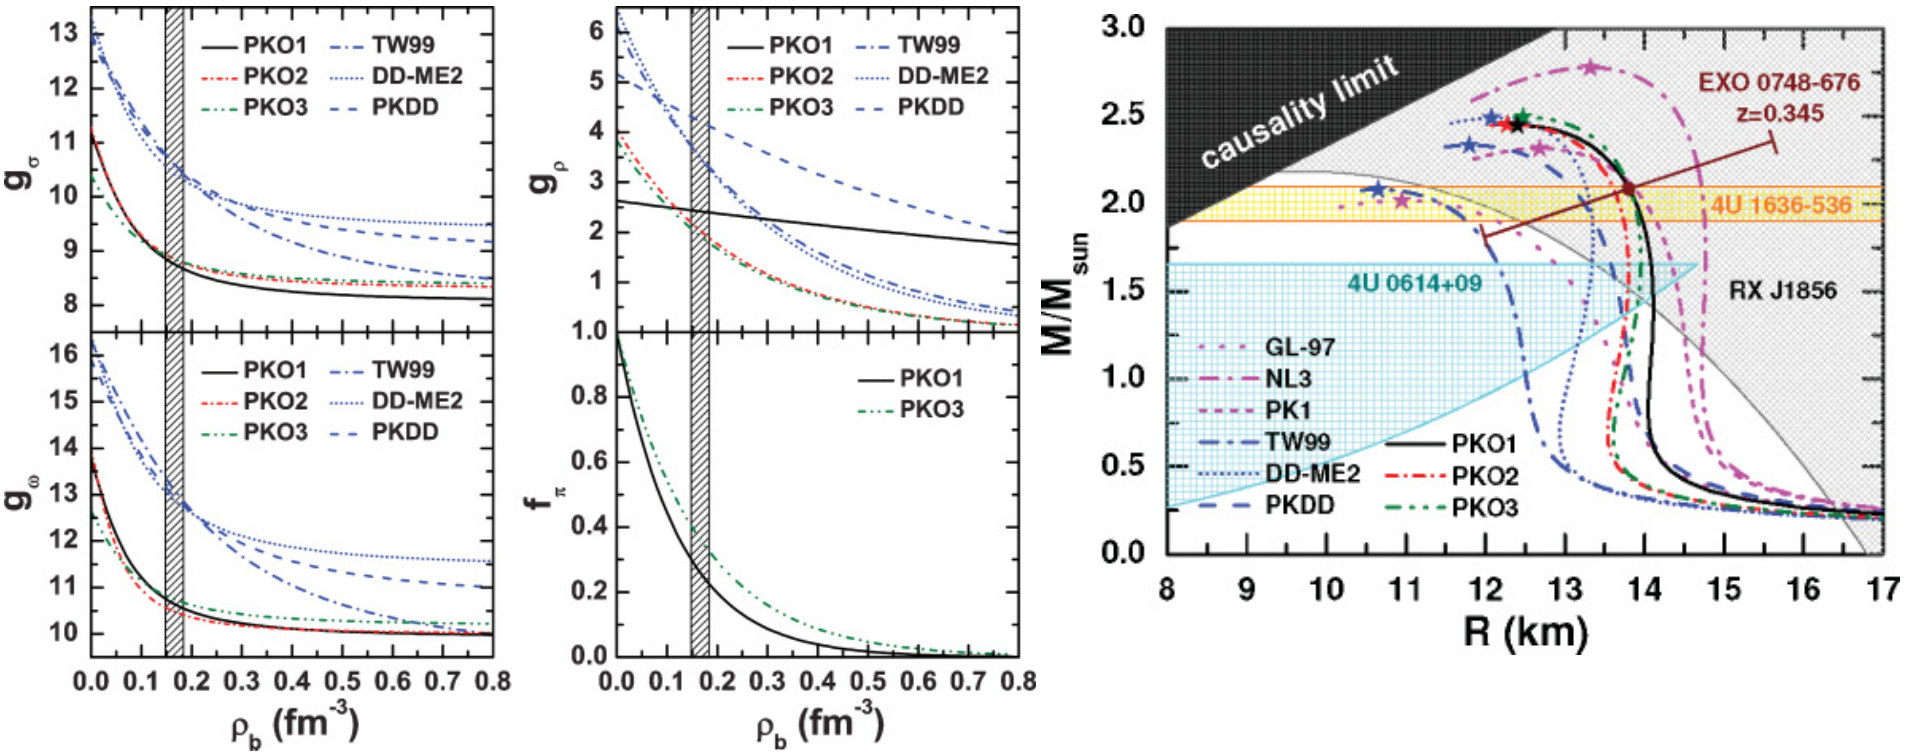 13
12
11
10
9
8
gσ
PKO1
PKO2
PKO3
TW99
DD-ME2
PKDD
16
15
14
13
12
11
10
gω
PKO1
PKO2
PKO3
TW99
DD-ME2
PKDD
0.0 0.1 0.2 0.3 0.4 0.5 0.6 0.7 0.8
ρb (fm-3)
6
5
4
3
2
1
gρ
PKO1
PKO2
PKO3
TW99
DD-ME2
PKDD
1.0
0.8
0.6
0.4
0.2
0.0
fπ
PKO1
PKO3
0.0 0.1 0.2 0.3 0.4 0.5 0.6 0.7 0.8
ρb (fm-3)
3.0
2.5
2.0
1.5
1.0
0.5
0.0
M/Msun
causality limit
EXO 0748-676
z=0.345
4U 1636-536
4U 0614+09
RX J1856
GL-97
NL3
PK1
TW99
DD-ME2
PKDD
PKO1
PKO2
PKO3
8 9 10 11 12 13 14 15 16 17
R (km)